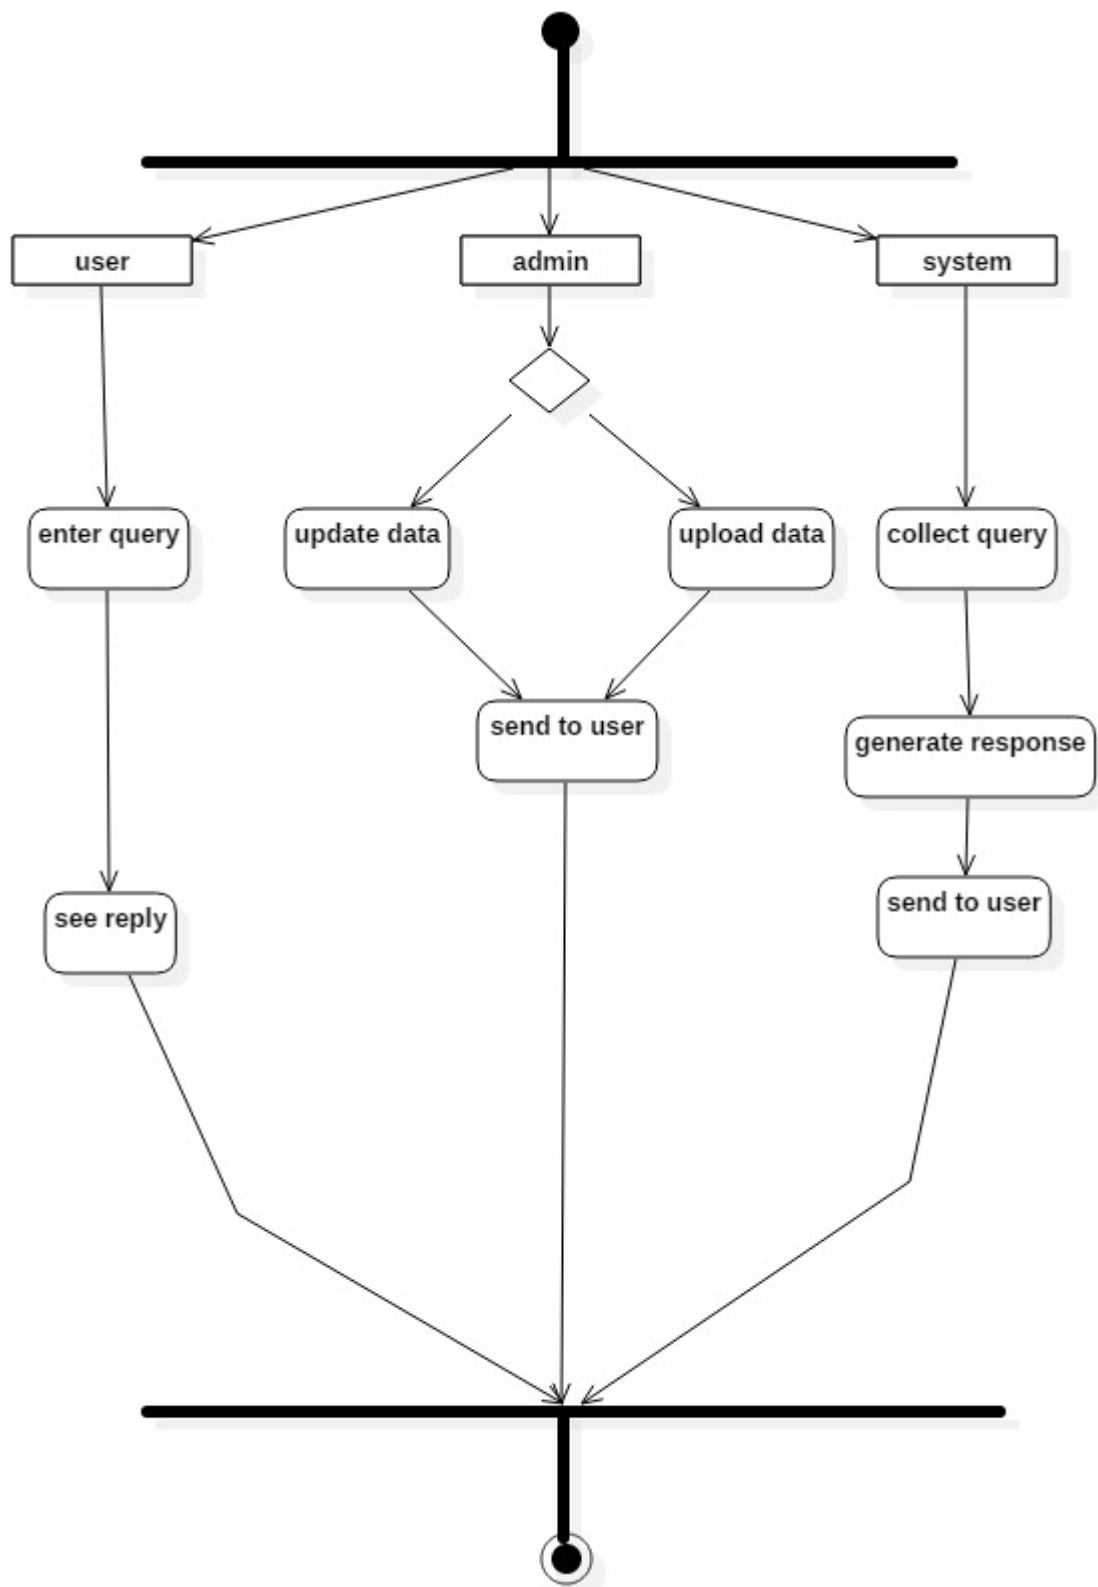 user
admin
system
enter query
update data
upload data
collect query
send to user
generate response
see reply
send to user